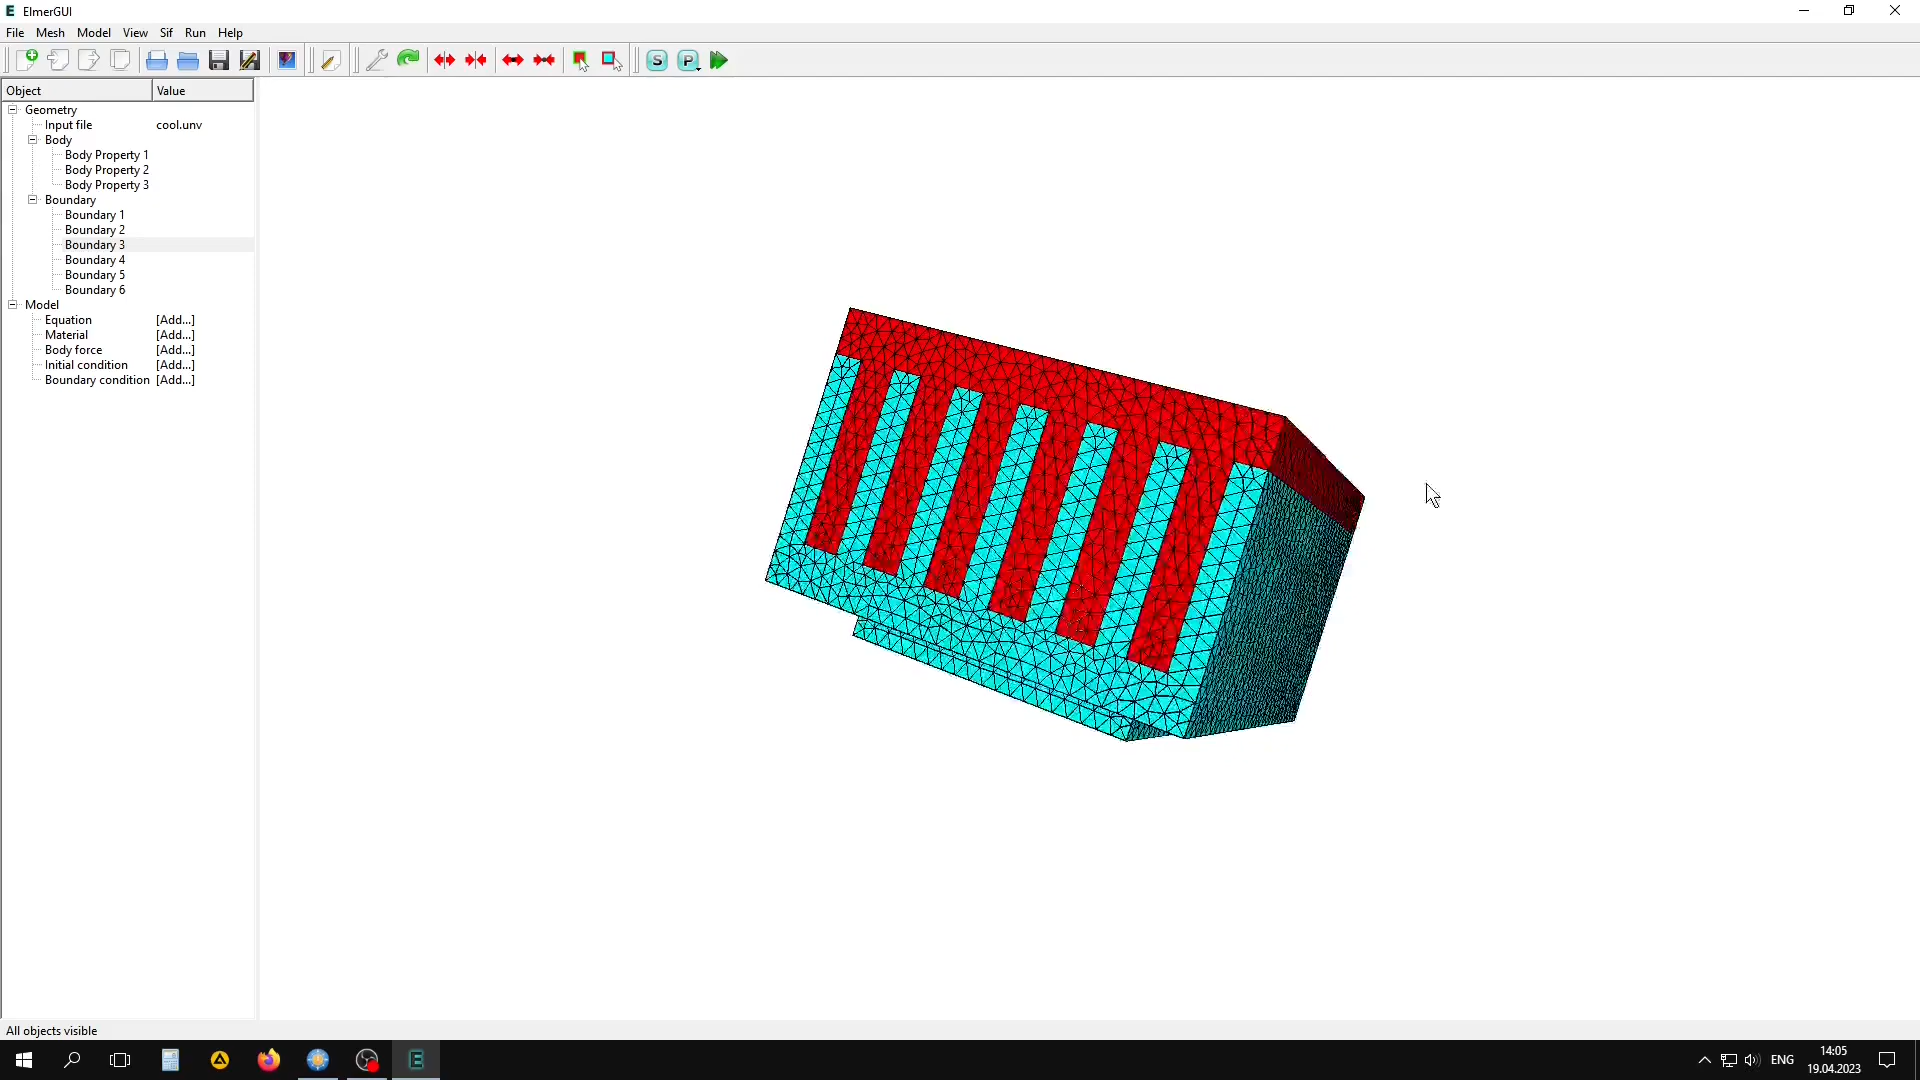 ElmerGUI
File Mesh Model View Sif Run Help
S P
Object Value
Geometry
Input file cool.unv
Body
Body Property 1
Body Property 2
Body Property 3
Boundary
Boundary 1
Boundary 2
Boundary 3
Boundary 4
Boundary 5
Boundary 6
Model
Equation [Add...]
Material [Add...]
Body force [Add...]
Initial condition [Add...]
Boundary condition [Add...]
All objects visible
ENG
14:05
19.04.2023